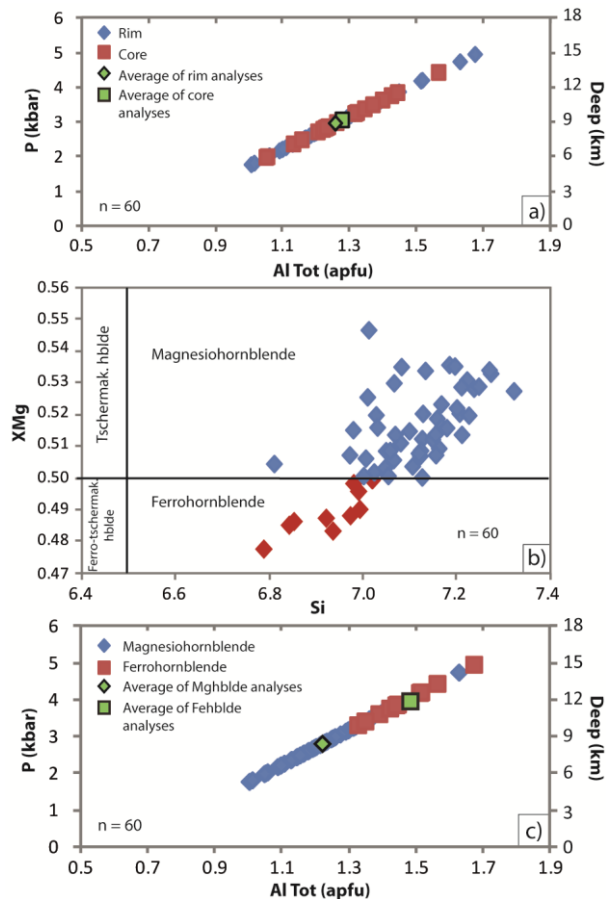 6
5
4
3
2
1
0
P (kbar)
Rim
Core
Average of rim analyses
Average of core
analyses
n = 60
a)
18
15
12
9
6
3
0
Deep (km)
0.5 0.7 0.9 1.1 1.3 1.5 1.7 1.9
Al Tot (apfu)
0.56
0.55
0.54
0.53
0.52
0.51
0.50
0.49
0.48
0.47
XMg
Tschermak. hblde
Ferro-tschermak.
hblde
Magnesiohornblende
Ferrohornblende
n = 60
b)
6.4 6.6 6.8 7.0 7.2 7.4
Si
6
5
4
3
2
1
0
P (kbar)
Magnesiohornblende
Ferrohornblende
Average of Mghblde analyses
Average of Fehblde
analyses
n = 60
c)
18
15
12
9
6
3
0
Deep (km)
0.5 0.7 0.9 1.1 1.3 1.5 1.7 1.9
Al Tot (apfu)